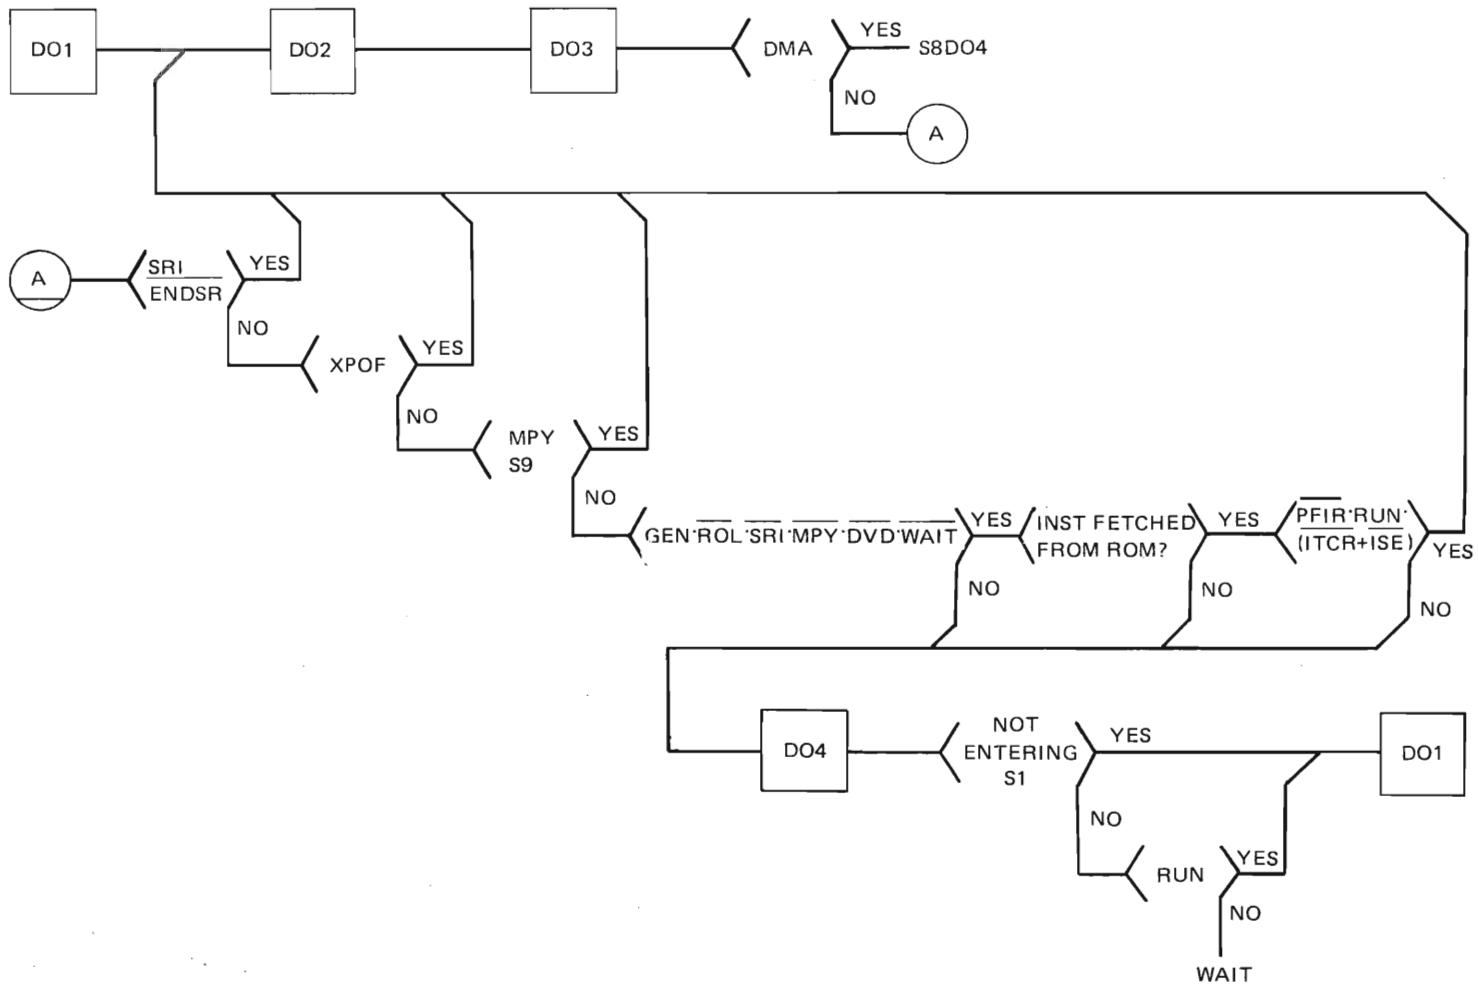 DO1
DO2
DO3
DMA
YES
S8DO4
NO
A
A
SRI
ENDSR
YES
NO
XPOF
YES
NO
MPY
S9
YES
NO
GEN·ROL·SRI·MPY·DVD·WAIT
YES
NO
INST FETCHED
FROM ROM?
YES
NO
PFIR·RUN·
(ITCR+ISE)
YES
NO
DO4
NOT
ENTERING
S1
YES
DO1
NO
RUN
YES
NO
WAIT